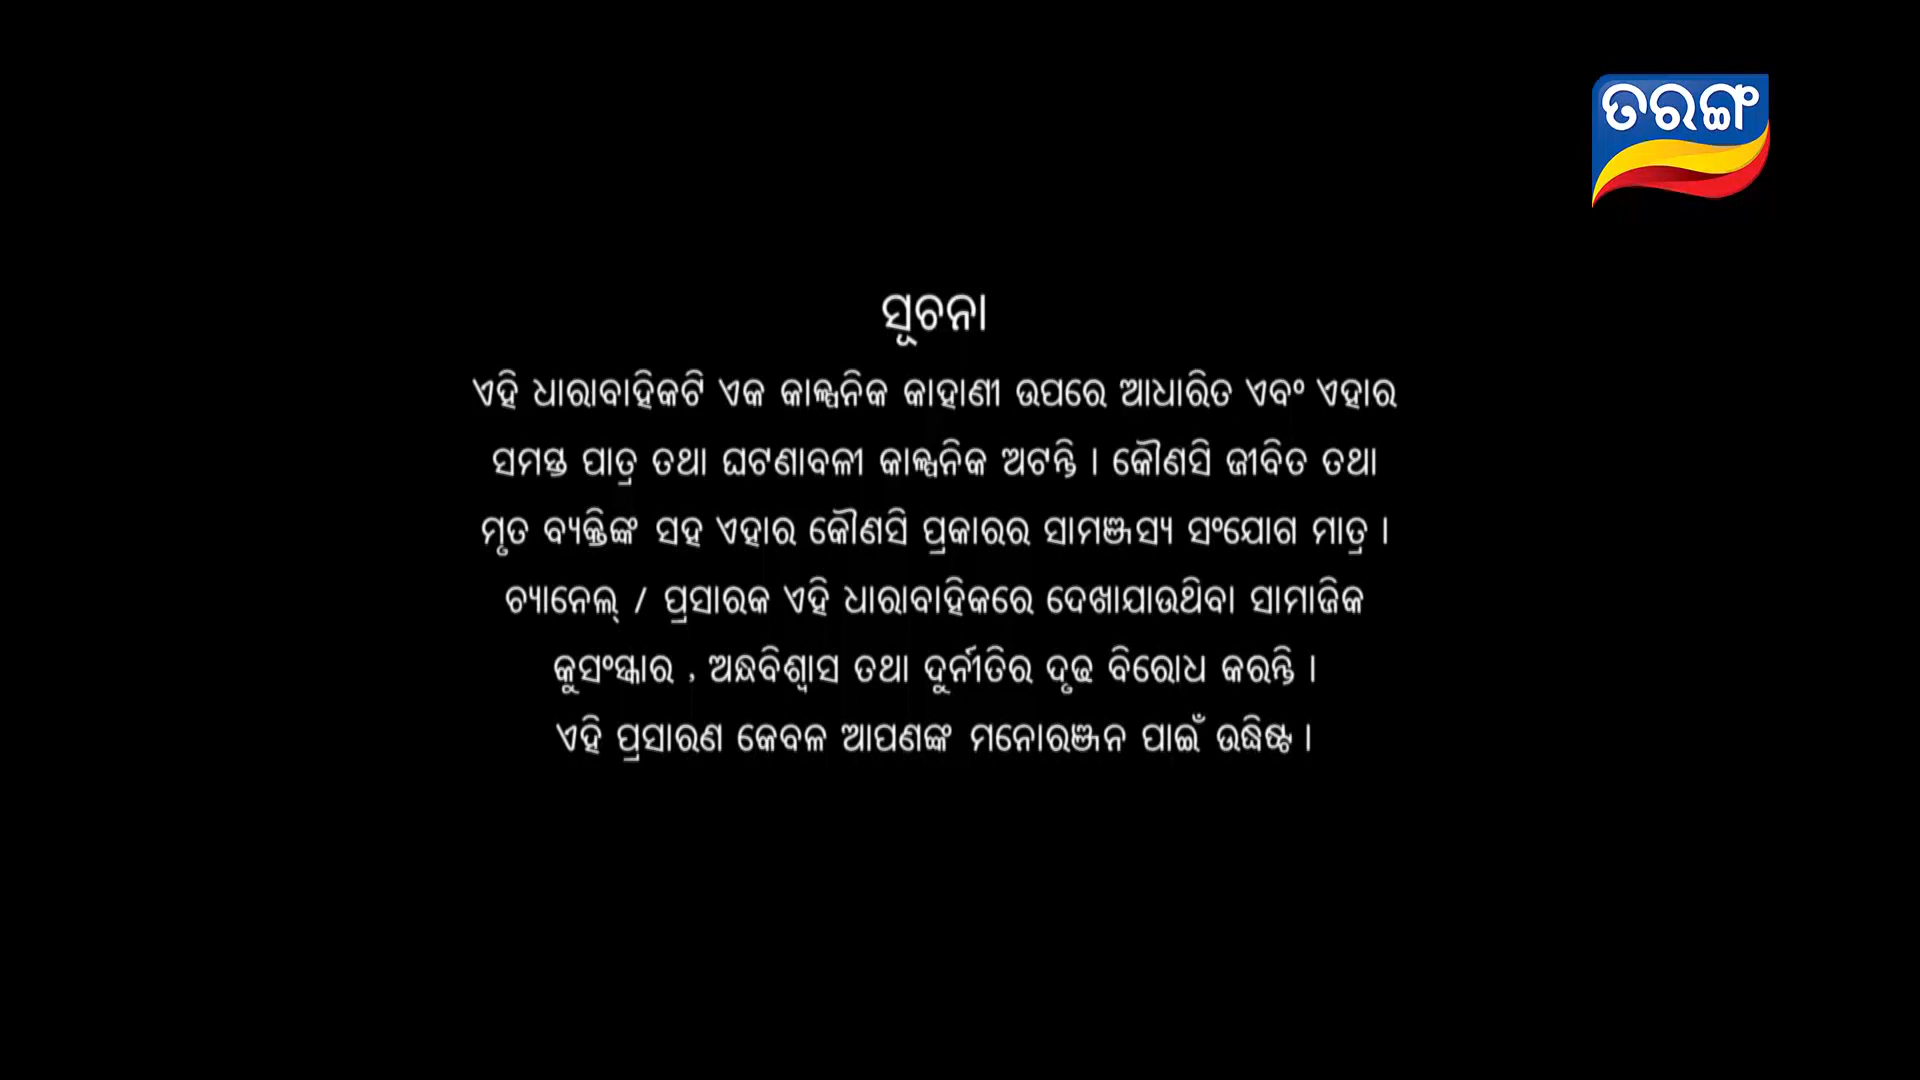 ତରଙ୍ଗ
ସୂଚନା
ଏହି ଧାରାବାହିକଟି ଏକ କାଳ୍ପନିକ କାହାଣୀ ଉପରେ ଆଧାରିତ ଏବଂ ଏହାର
ସମସ୍ତ ପାତ୍ର ତଥା ଘଟଣାବଳୀ କାଳ୍ପନିକ ଅଟନ୍ତି । କୌଣସି ଜୀବିତ ତଥା
ମୃତ ବ୍ୟକ୍ତିଙ୍କ ସହ ଏହାର କୌଣସି ପ୍ରକାରର ସାମଞ୍ଜସ୍ୟ ସଂଯୋଗ ମାତ୍ର ।
ଚ୍ୟାନେଲ୍ / ପ୍ରସାରକ ଏହି ଧାରାବାହିକରେ ଦେଖାଯାଉଥିବା ସାମାଜିକ
କୁସଂସ୍କାର , ଅନ୍ଧବିଶ୍ୱାସ ତଥା ଦୁର୍ନୀତିର ଦୃଢ ବିରୋଧ କରନ୍ତି ।
ଏହି ପ୍ରସାରଣ କେବଳ ଆପଣଙ୍କ ମନୋରଞ୍ଜନ ପାଇଁ ଉଦ୍ଧିଷ୍ଟ ।